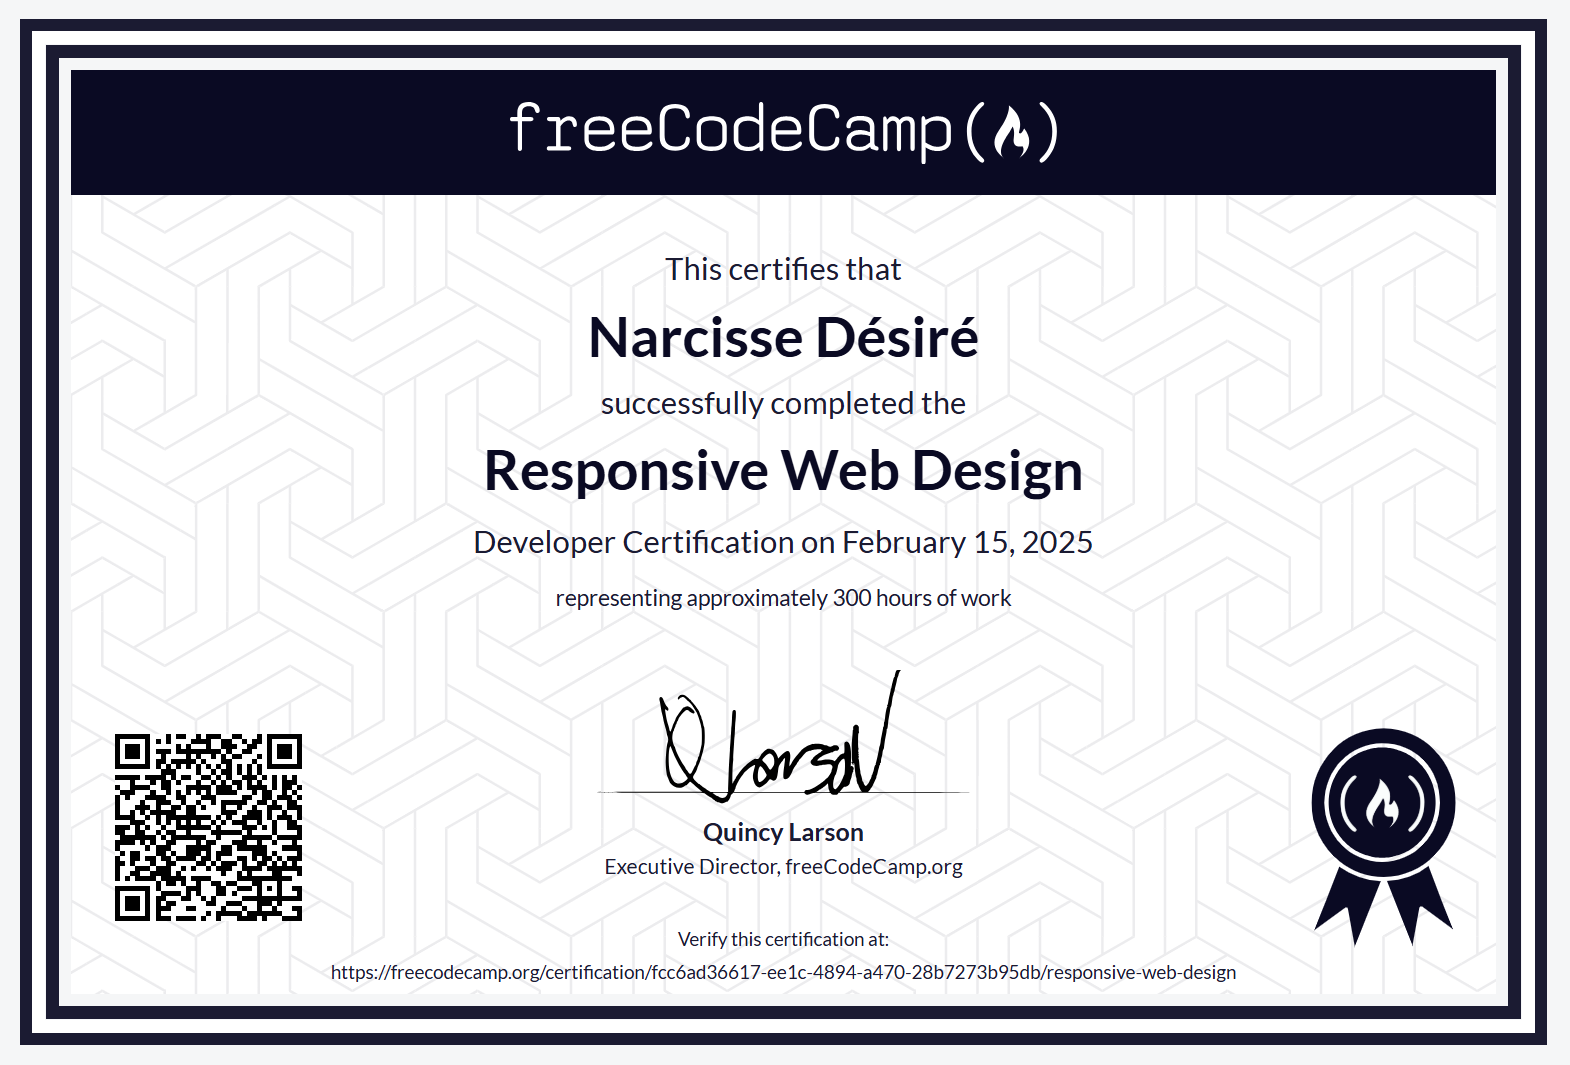 freeCodeCamp
This certifies that
Narcisse Désiré
successfully completed the
Responsive Web Design
Developer Certification on February 15, 2025
representing approximately 300 hours of work
Quincy Larson
Executive Director, freeCodeCamp.org
Verify this certification at:
https://freecodecamp.org/certification/fcc6ad36617-ee1c-4894-a470-28b7273b95db/responsive-web-design